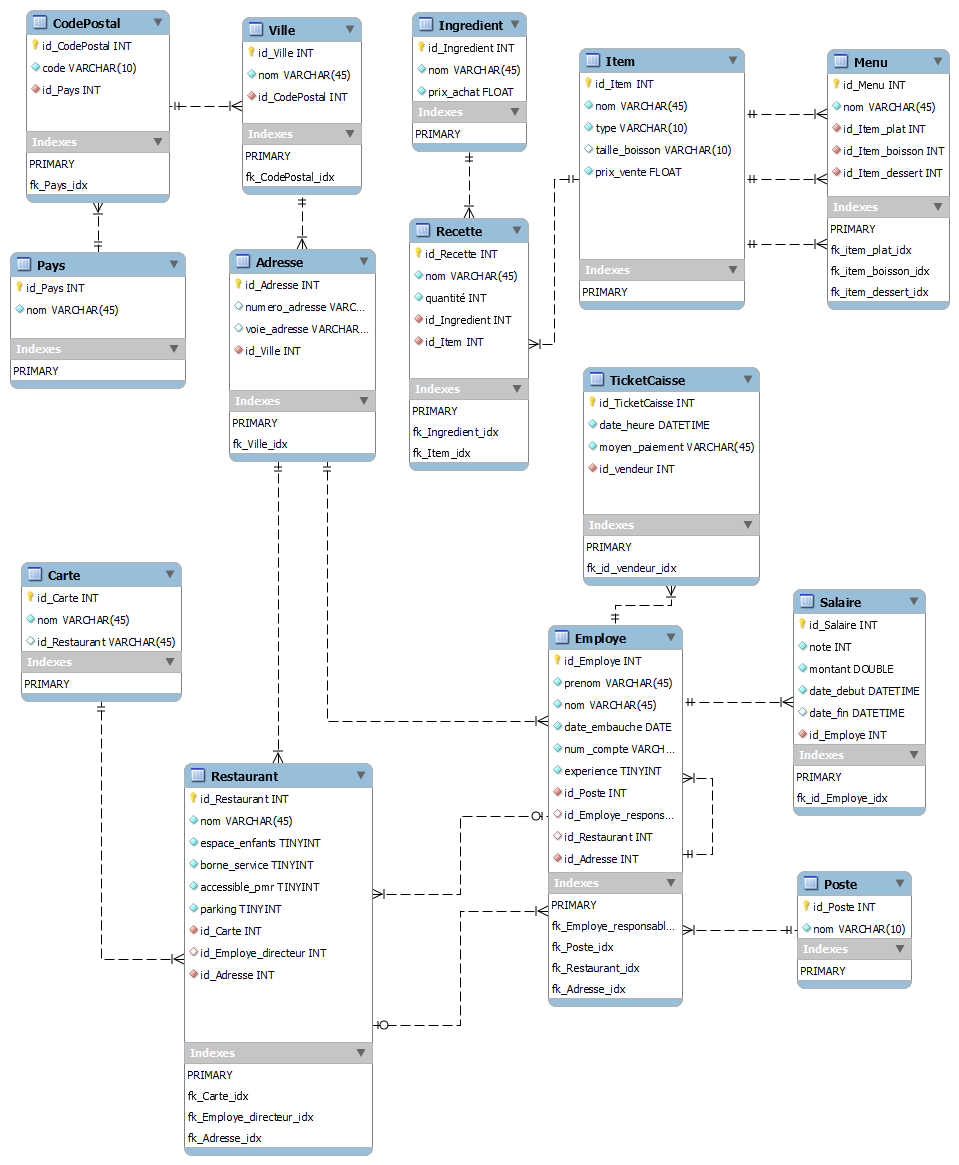 CodePostal
id_CodePostal INT
code VARCHAR(10)
id_Pays INT
Indexes
PRIMARY
fk_Pays_idx
Ville
id_Ville INT
nom VARCHAR(45)
id_CodePostal INT
Indexes
PRIMARY
fk_CodePostal_idx
Ingredient
id_Ingredient INT
nom VARCHAR(45)
prix_achat FLOAT
Indexes
PRIMARY
Item
id_Item INT
nom VARCHAR(45)
type VARCHAR(10)
taille_boisson VARCHAR(10)
prix_vente FLOAT
Indexes
PRIMARY
Menu
id_Menu INT
nom VARCHAR(45)
id_Item_plat INT
id_Item_boisson INT
id_Item_dessert INT
Indexes
PRIMARY
fk_item_plat_idx
fk_item_boisson_idx
fk_item_dessert_idx
Pays
id_Pays INT
nom VARCHAR(45)
Indexes
PRIMARY
Adresse
id_Adresse INT
numero_adresse VARC...
voie_adresse VARCHAR...
id_Ville INT
Indexes
PRIMARY
fk_Ville_idx
Recette
id_Recette INT
nom VARCHAR(45)
quantité INT
id_Ingredient INT
id_Item INT
Indexes
PRIMARY
fk_Ingredient_idx
fk_Item_idx
TicketCaisse
id_TicketCaisse INT
date_heure DATETIME
moyen_paiement VARCHAR(45)
id_vendeur INT
Indexes
PRIMARY
fk_id_vendeur_idx
Carte
id_Carte INT
nom VARCHAR(45)
id_Restaurant VARCHAR(45)
Indexes
PRIMARY
Employe
id_Employe INT
prenom VARCHAR(45)
nom VARCHAR(45)
date_embauche DATE
num_compte VARCH...
experience TINYINT
id_Poste INT
id_Employe_respons...
id_Restaurant INT
id_Adresse INT
Indexes
PRIMARY
fk_Employe_responsabl...
fk_Poste_idx
fk_Restaurant_idx
fk_Adresse_idx
Salaire
id_Salaire INT
note INT
montant DOUBLE
date_debut DATETIME
date_fin DATETIME
id_Employe INT
Indexes
PRIMARY
fk_id_Employe_idx
Restaurant
id_Restaurant INT
nom VARCHAR(45)
espace_enfants TINYINT
borne_service TINYINT
accessible_pmr TINYINT
parking TINYINT
id_Carte INT
id_Employe_directeur INT
id_Adresse INT
Indexes
PRIMARY
fk_Carte_idx
fk_Employe_directeur_idx
fk_Adresse_idx
Poste
id_Poste INT
nom VARCHAR(10)
Indexes
PRIMARY